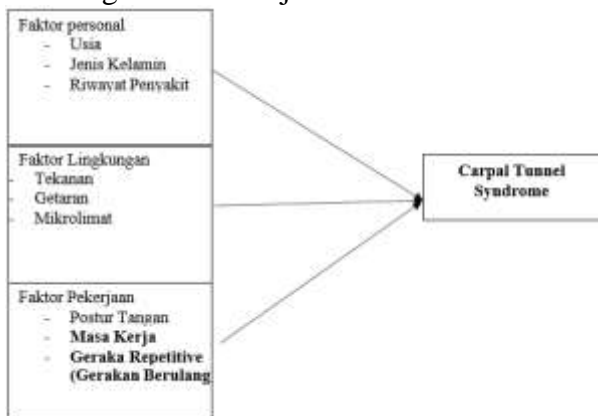 Faktor personal
- Usia
- Jenis Kelamin
- Riwayat Penyakit
Faktor Lingkungan
- Tekanan
- Getaran
- Mikrolimat
Faktor Pekerjaan
- Postur Tangan
- Masa Kerja
- Geraka Repetitive
(Gerakan Berulang
Carpal Tunnel
Syndrome